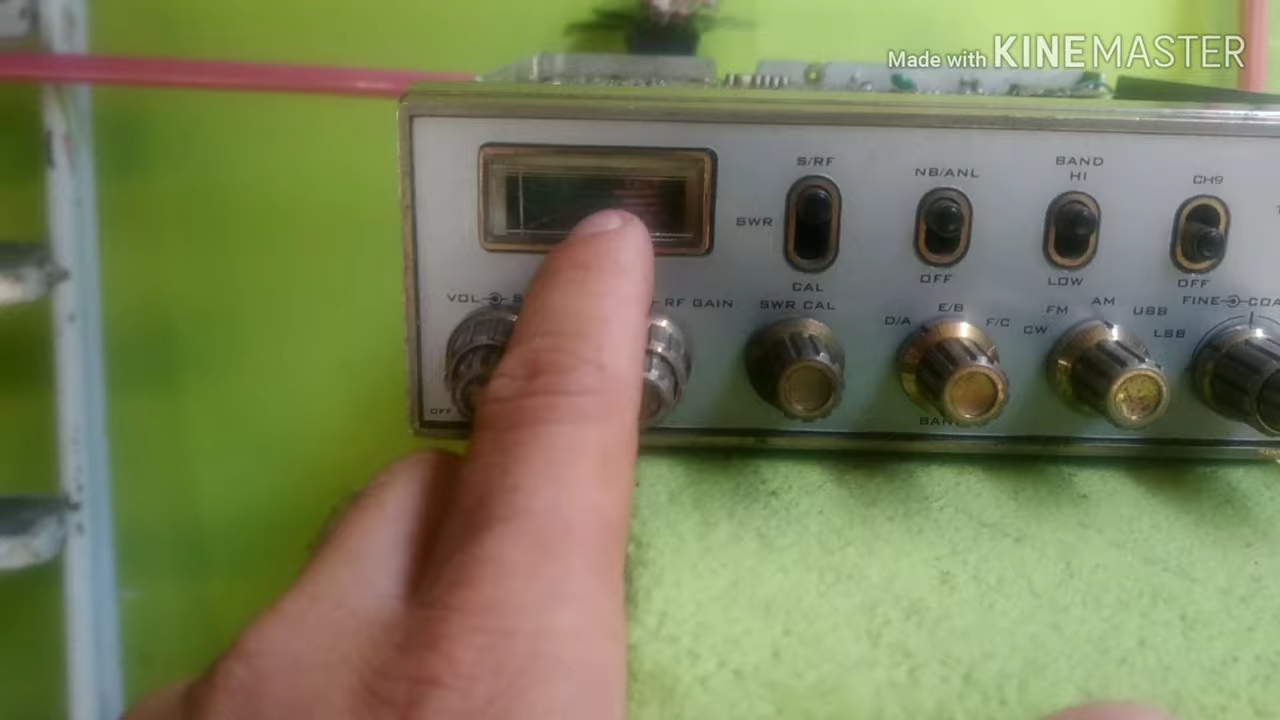 Made with KINEMASTER
S/RF
NB/ANL
BAND
HI
CH9
SWR
CAL
OFF
LOW
OFF
VOL
RF GAIN
SWR CAL
D/A
E/B
F/C
CW
FM
AM
USB
LSB
FINE
OFF